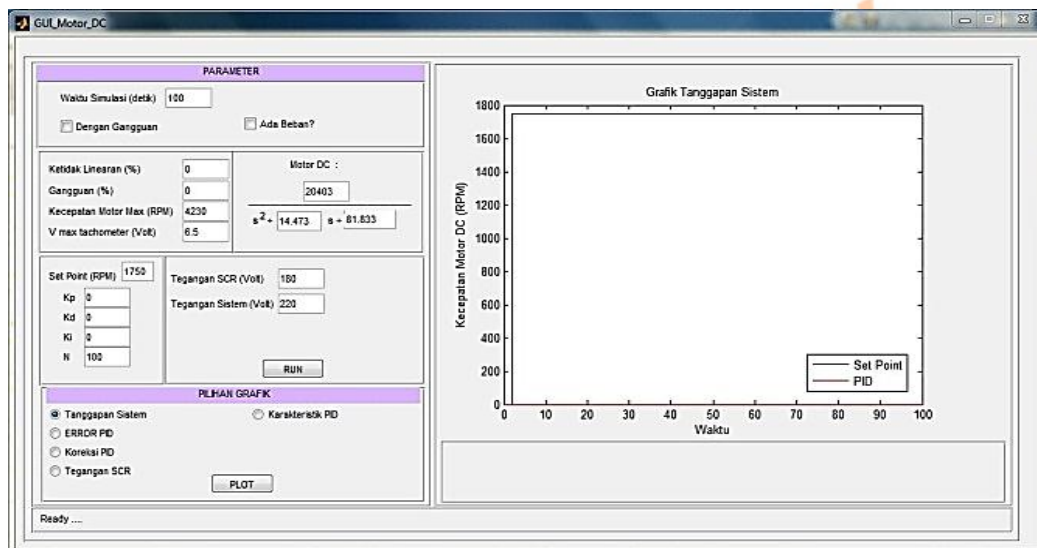 GUI_Motor_DC
PARAMETER
Waktu Simulasi (detik) 100
Dengan Gangguan
Ada Beban?
Ketidak Linearan (%) 0
Gangguan (%) 0
Kecepatan Motor Max (RPM) 4230
V max tachometer (Volt) 6.5
Motor DC :
20403
s2 + 14.473 s + 81.833
Set Point (RPM) 1750
Kp 0
Kd 0
Ki 0
N 100
Tegangan SCR (Volt) 180
Tegangan Sistem (Volt) 220
RUN
PILIHAN GRAFIK
Tanggapan Sistem
Karakteristik PID
ERROR PID
Koreksi PID
Tegangan SCR
PLOT
Ready ....
Grafik Tanggapan Sistem
Kecepatan Motor DC (RPM)
1800
1600
1400
1200
1000
800
600
400
200
0
0 10 20 30 40 50 60 70 80 90 100
Waktu
Set Point
PID